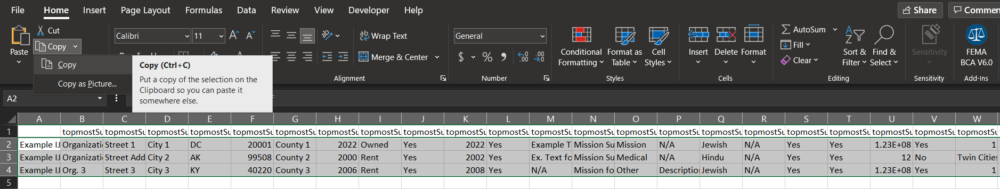 File Home Insert Page Layout Formulas Data Review View Developer Help Share Commen
Cut
Copy
Paste
Calibri 11 A A
ab Wrap Text
Merge & Center
General
$ % 9 .00
Conditional Formatting
Format as Table
Cell Styles
Insert Delete Format
AutoSum
Fill
Clear
Sort & Filter
Find & Select
Sensitivity
FEMA BCA V6.0
Copy
Copy as Picture...
Copy (Ctrl+C)
Put a copy of the selection on the
Clipboard so you can paste it
somewhere else.
Alignment Number Styles Cells Editing Sensitivity Add-Ins
A2
A B C D E F G H I J K L M N O P Q R S T U V W
1 topmostSu topmostSu topmostSu topmostSu topmostSu topmostSu topmostSu topmostSu topmostSu topmostSu topmostSu topmostSu topmostSu topmostSu topmostSu topmostSu topmostSu topmostSu topmostSu topmostSu topmostSu topmostSu
2 Example IJ Organizati Street 1 City 1 DC 20001 County 1 2022 Owned Yes 2022 Yes Example T Mission Su Mission N/A Jewish N/A Yes Yes 1.23E+08 Yes 1
3 Example IJ Organizati Street Add City 2 AK 99508 County 2 2000 Rent Yes 2002 Yes Ex. Text fo Mission Su Medical N/A Hindu N/A Yes Yes 12 No Twin Cities
4 Example IJ Org. 3 Street 3 City 3 KY 40220 County 3 2006 Rent Yes 2008 Yes N/A Mission fo Other Description Jewish N/A Yes Yes 1.23E+08 Yes 1
5